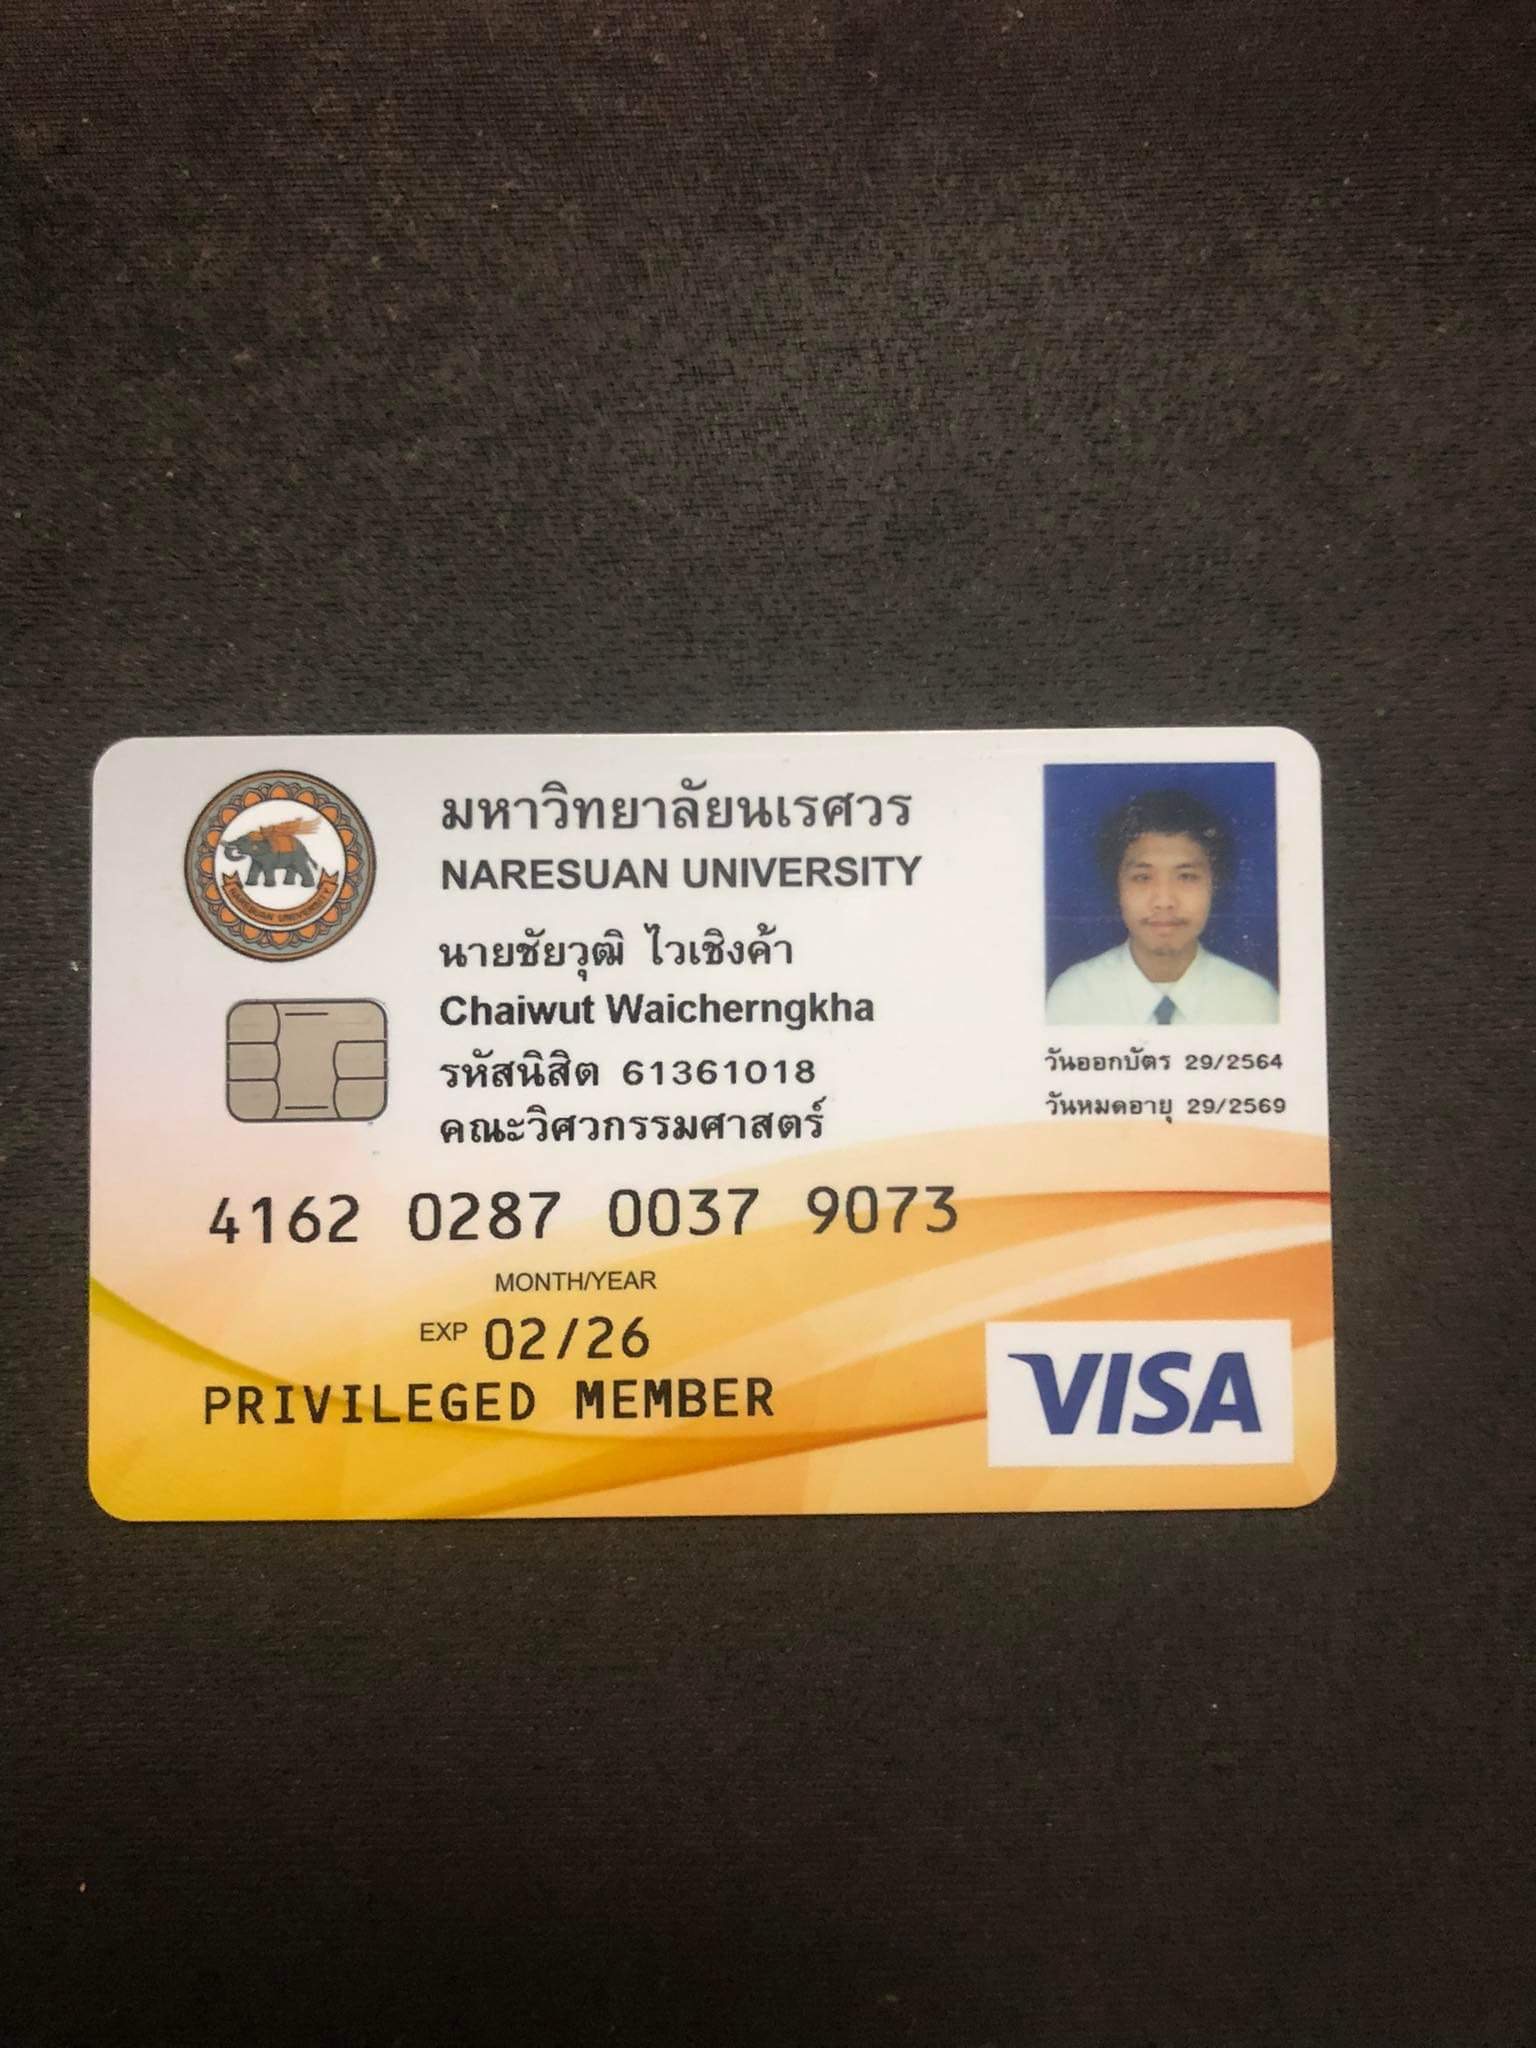 มหาวิทยาลัยนเรศวร
NARESUAN UNIVERSITY
NARESUAN UNIVERSITY
นายชัยวุฒิ ไวเชิงค้า
Chaiwut Waicherngkha
รหัสนิสิต 61361018
คณะวิศวกรรมศาสตร์
วันออกบัตร 29/2564
วันหมดอายุ 29/2569
4162 0287 0037 9073
MONTH/YEAR
EXP 02/26
PRIVILEGED MEMBER
VISA